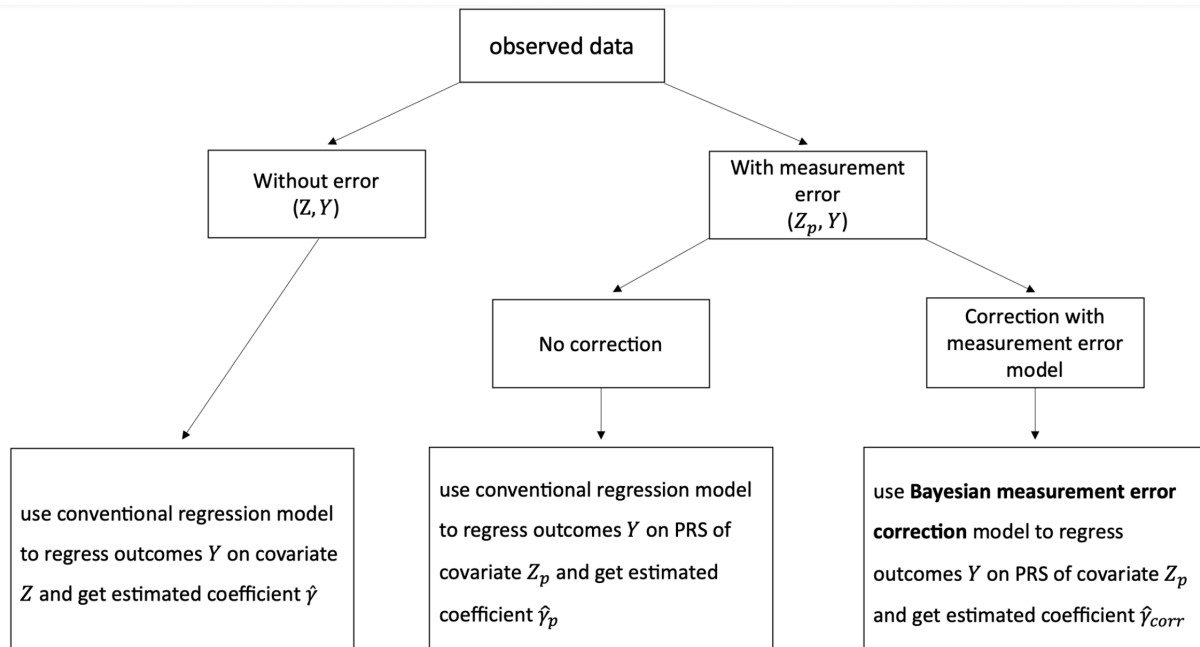 observed data
Without error
(Z, Y)
With measurement
error
(Zₚ, Y)
No correction
Correction with
measurement error
model
use conventional regression model
to regress outcomes Y on covariate
Z and get estimated coefficient γ̂
use conventional regression model
to regress outcomes Y on PRS of
covariate Zₚ and get estimated
coefficient γ̂ₚ
use Bayesian measurement error
correction model to regress
outcomes Y on PRS of covariate Zₚ
and get estimated coefficient γ̂_corr